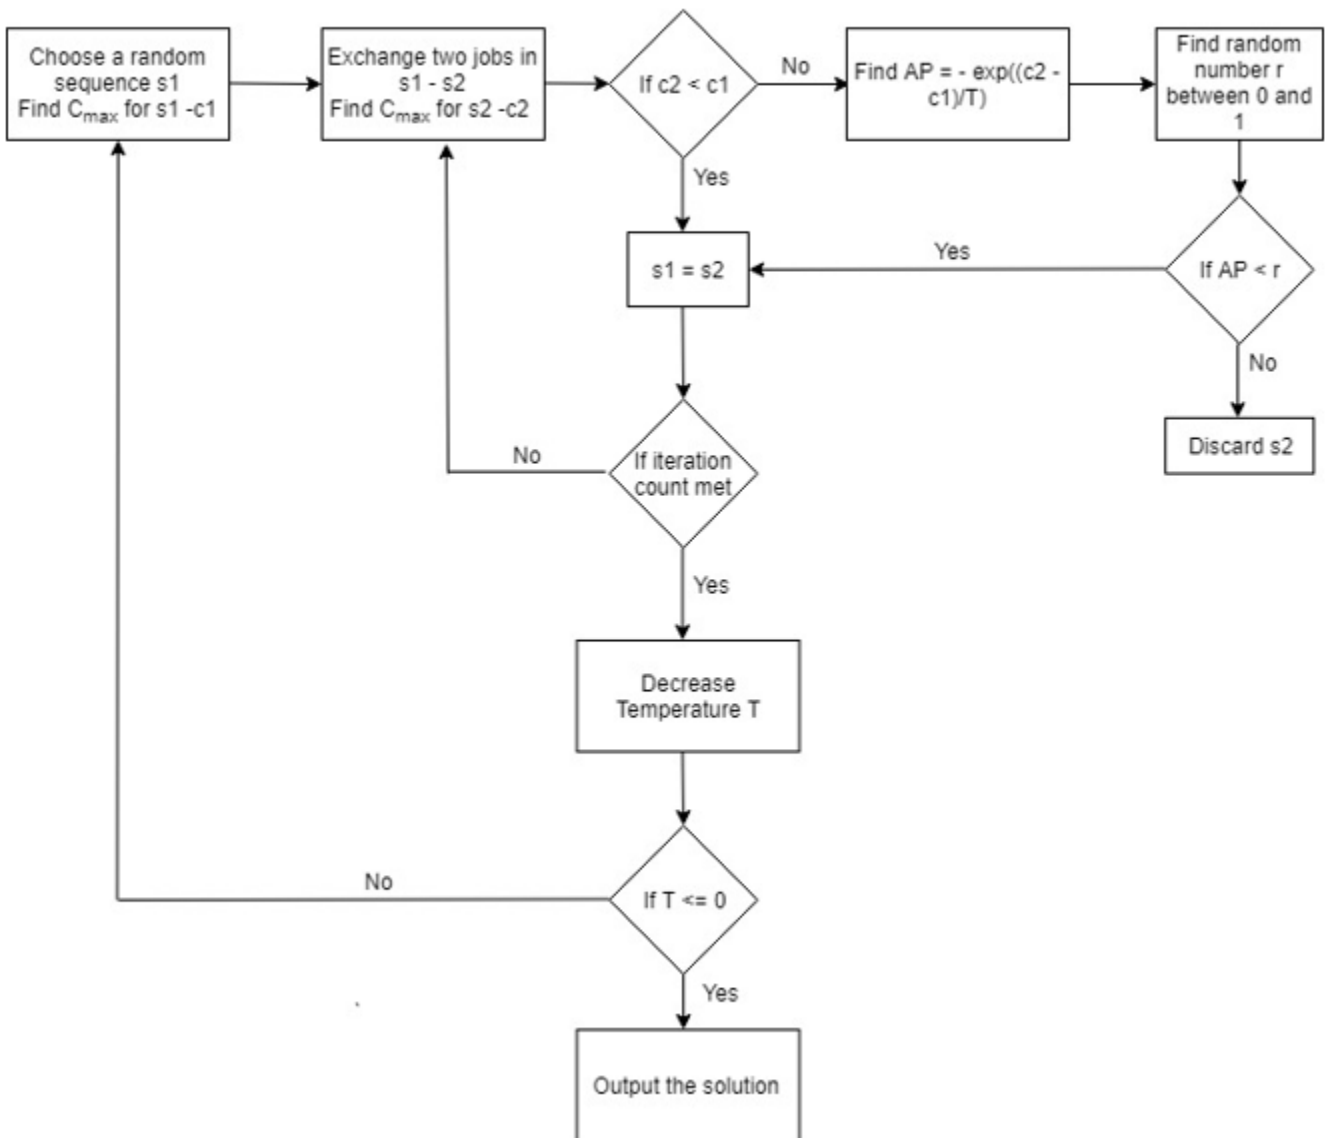 Choose a random
sequence s1
Find Cmax for s1 -c1
Exchange two jobs in
s1 - s2
Find Cmax for s2 -c2
If c2 < c1
No
Find AP = - exp((c2 -
c1)/T)
Find random
number r
between 0 and
1
Yes
s1 = s2
Yes
If AP < r
No
Discard s2
If iteration
count met
No
Yes
Decrease
Temperature T
If T <= 0
No
Yes
Output the solution